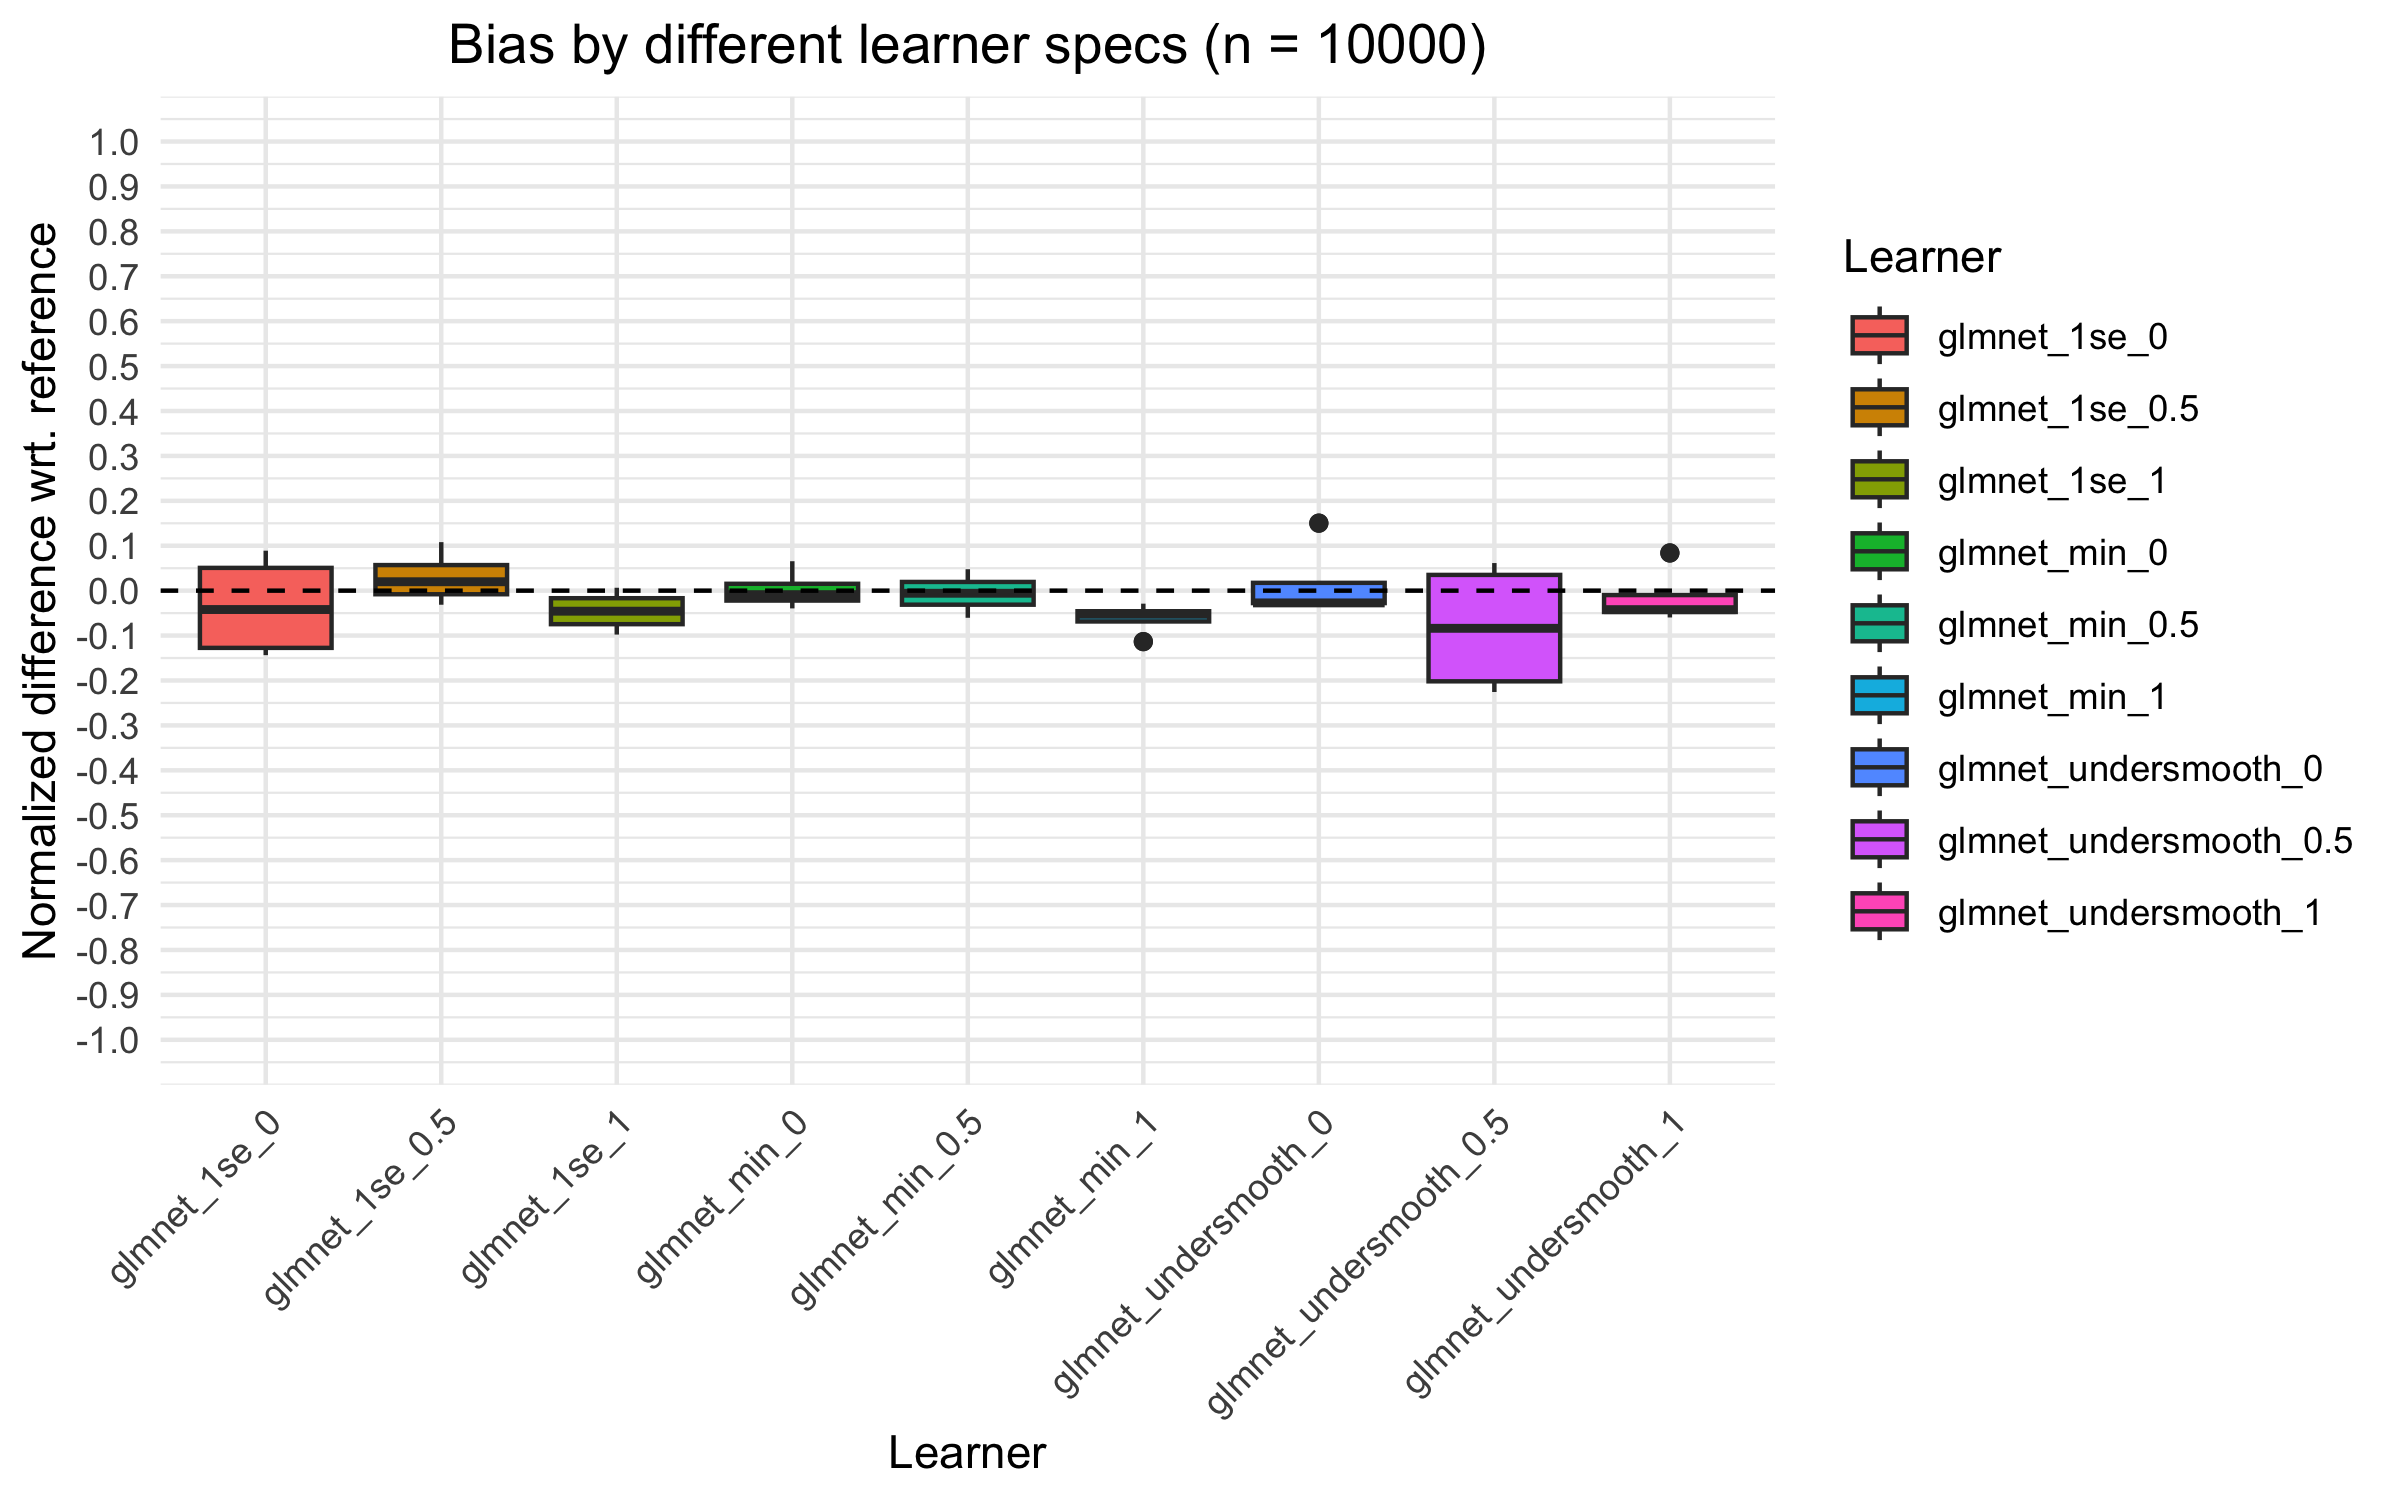 Bias by different learner specs (n = 10000)
Normalized difference wrt. reference
1.0
0.9
0.8
0.7
0.6
0.5
0.4
0.3
0.2
0.1
0.0
-0.1
-0.2
-0.3
-0.4
-0.5
-0.6
-0.7
-0.8
-0.9
-1.0
glmnet_1se_0
glmnet_1se_0.5
glmnet_1se_1
glmnet_min_0
glmnet_min_0.5
glmnet_min_1
glmnet_undersmooth_0
glmnet_undersmooth_0.5
glmnet_undersmooth_1
Learner
Learner
glmnet_1se_0
glmnet_1se_0.5
glmnet_1se_1
glmnet_min_0
glmnet_min_0.5
glmnet_min_1
glmnet_undersmooth_0
glmnet_undersmooth_0.5
glmnet_undersmooth_1